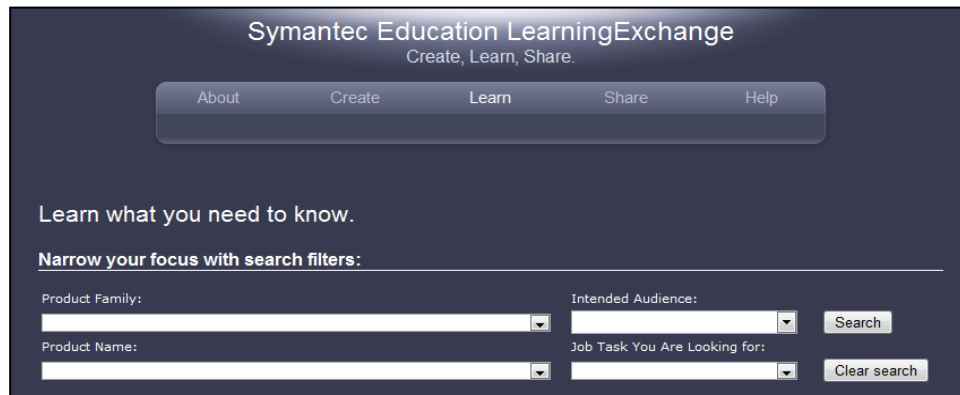 Symantec Education LearningExchange
Create, Learn, Share.
About Create Learn Share Help
Learn what you need to know.
Narrow your focus with search filters:
Product Family: Intended Audience:
Search
Product Name: Job Task You Are Looking for:
Clear search